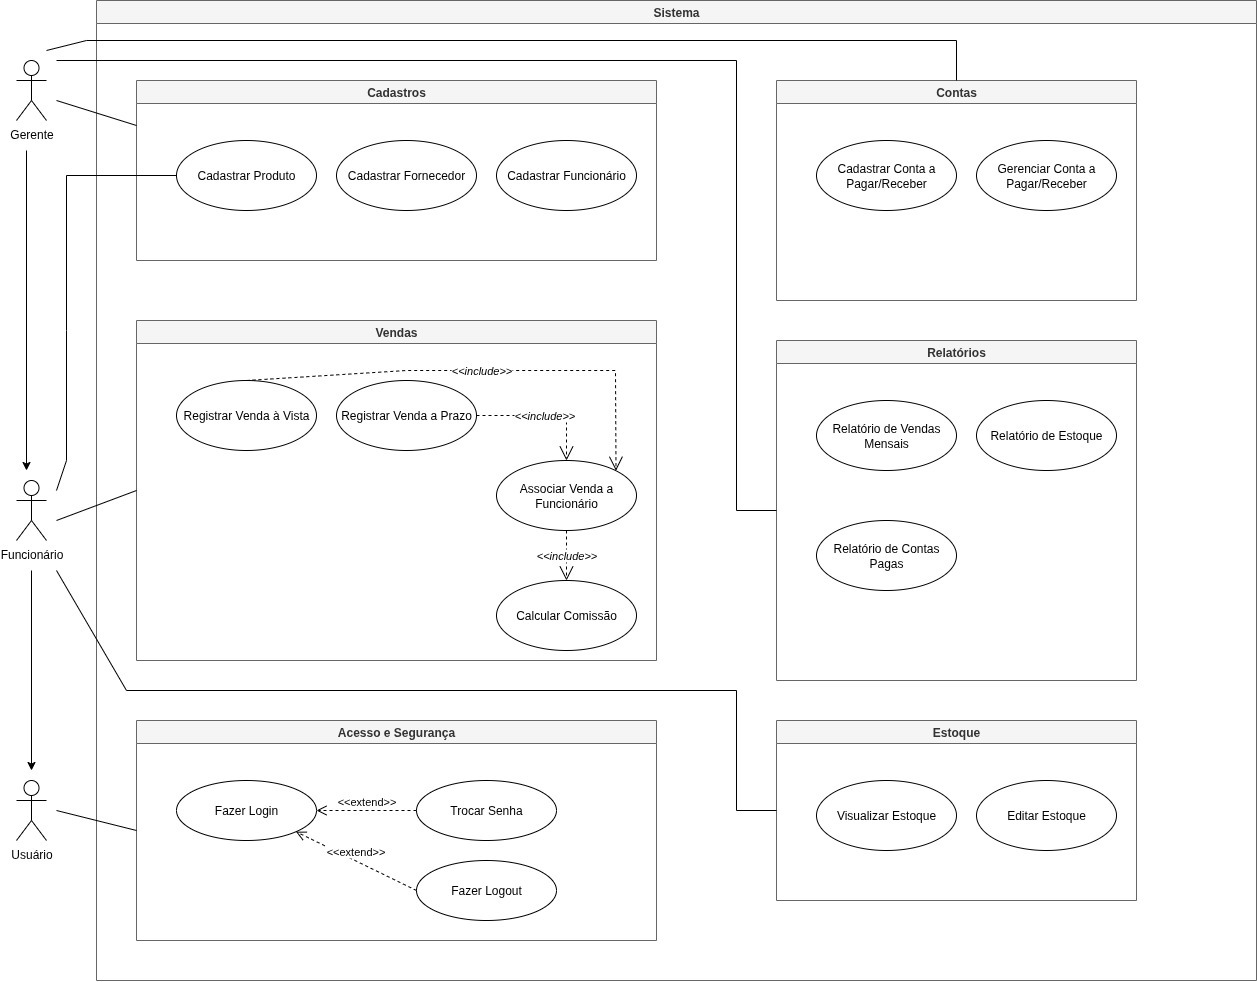 Sistema
Gerente
Cadastros
Cadastrar Produto
Cadastrar Fornecedor
Cadastrar Funcionário
Contas
Cadastrar Conta a
Pagar/Receber
Gerenciar Conta a
Pagar/Receber
Vendas
<<include>>
Registrar Venda à Vista
Registrar Venda a Prazo
<<include>>
Associar Venda a
Funcionário
<<include>>
Calcular Comissão
Relatórios
Relatório de Vendas
Mensais
Relatório de Estoque
Relatório de Contas
Pagas
Funcionário
Acesso e Segurança
Fazer Login
<<extend>>
Trocar Senha
<<extend>>
Fazer Logout
Usuário
Estoque
Visualizar Estoque
Editar Estoque